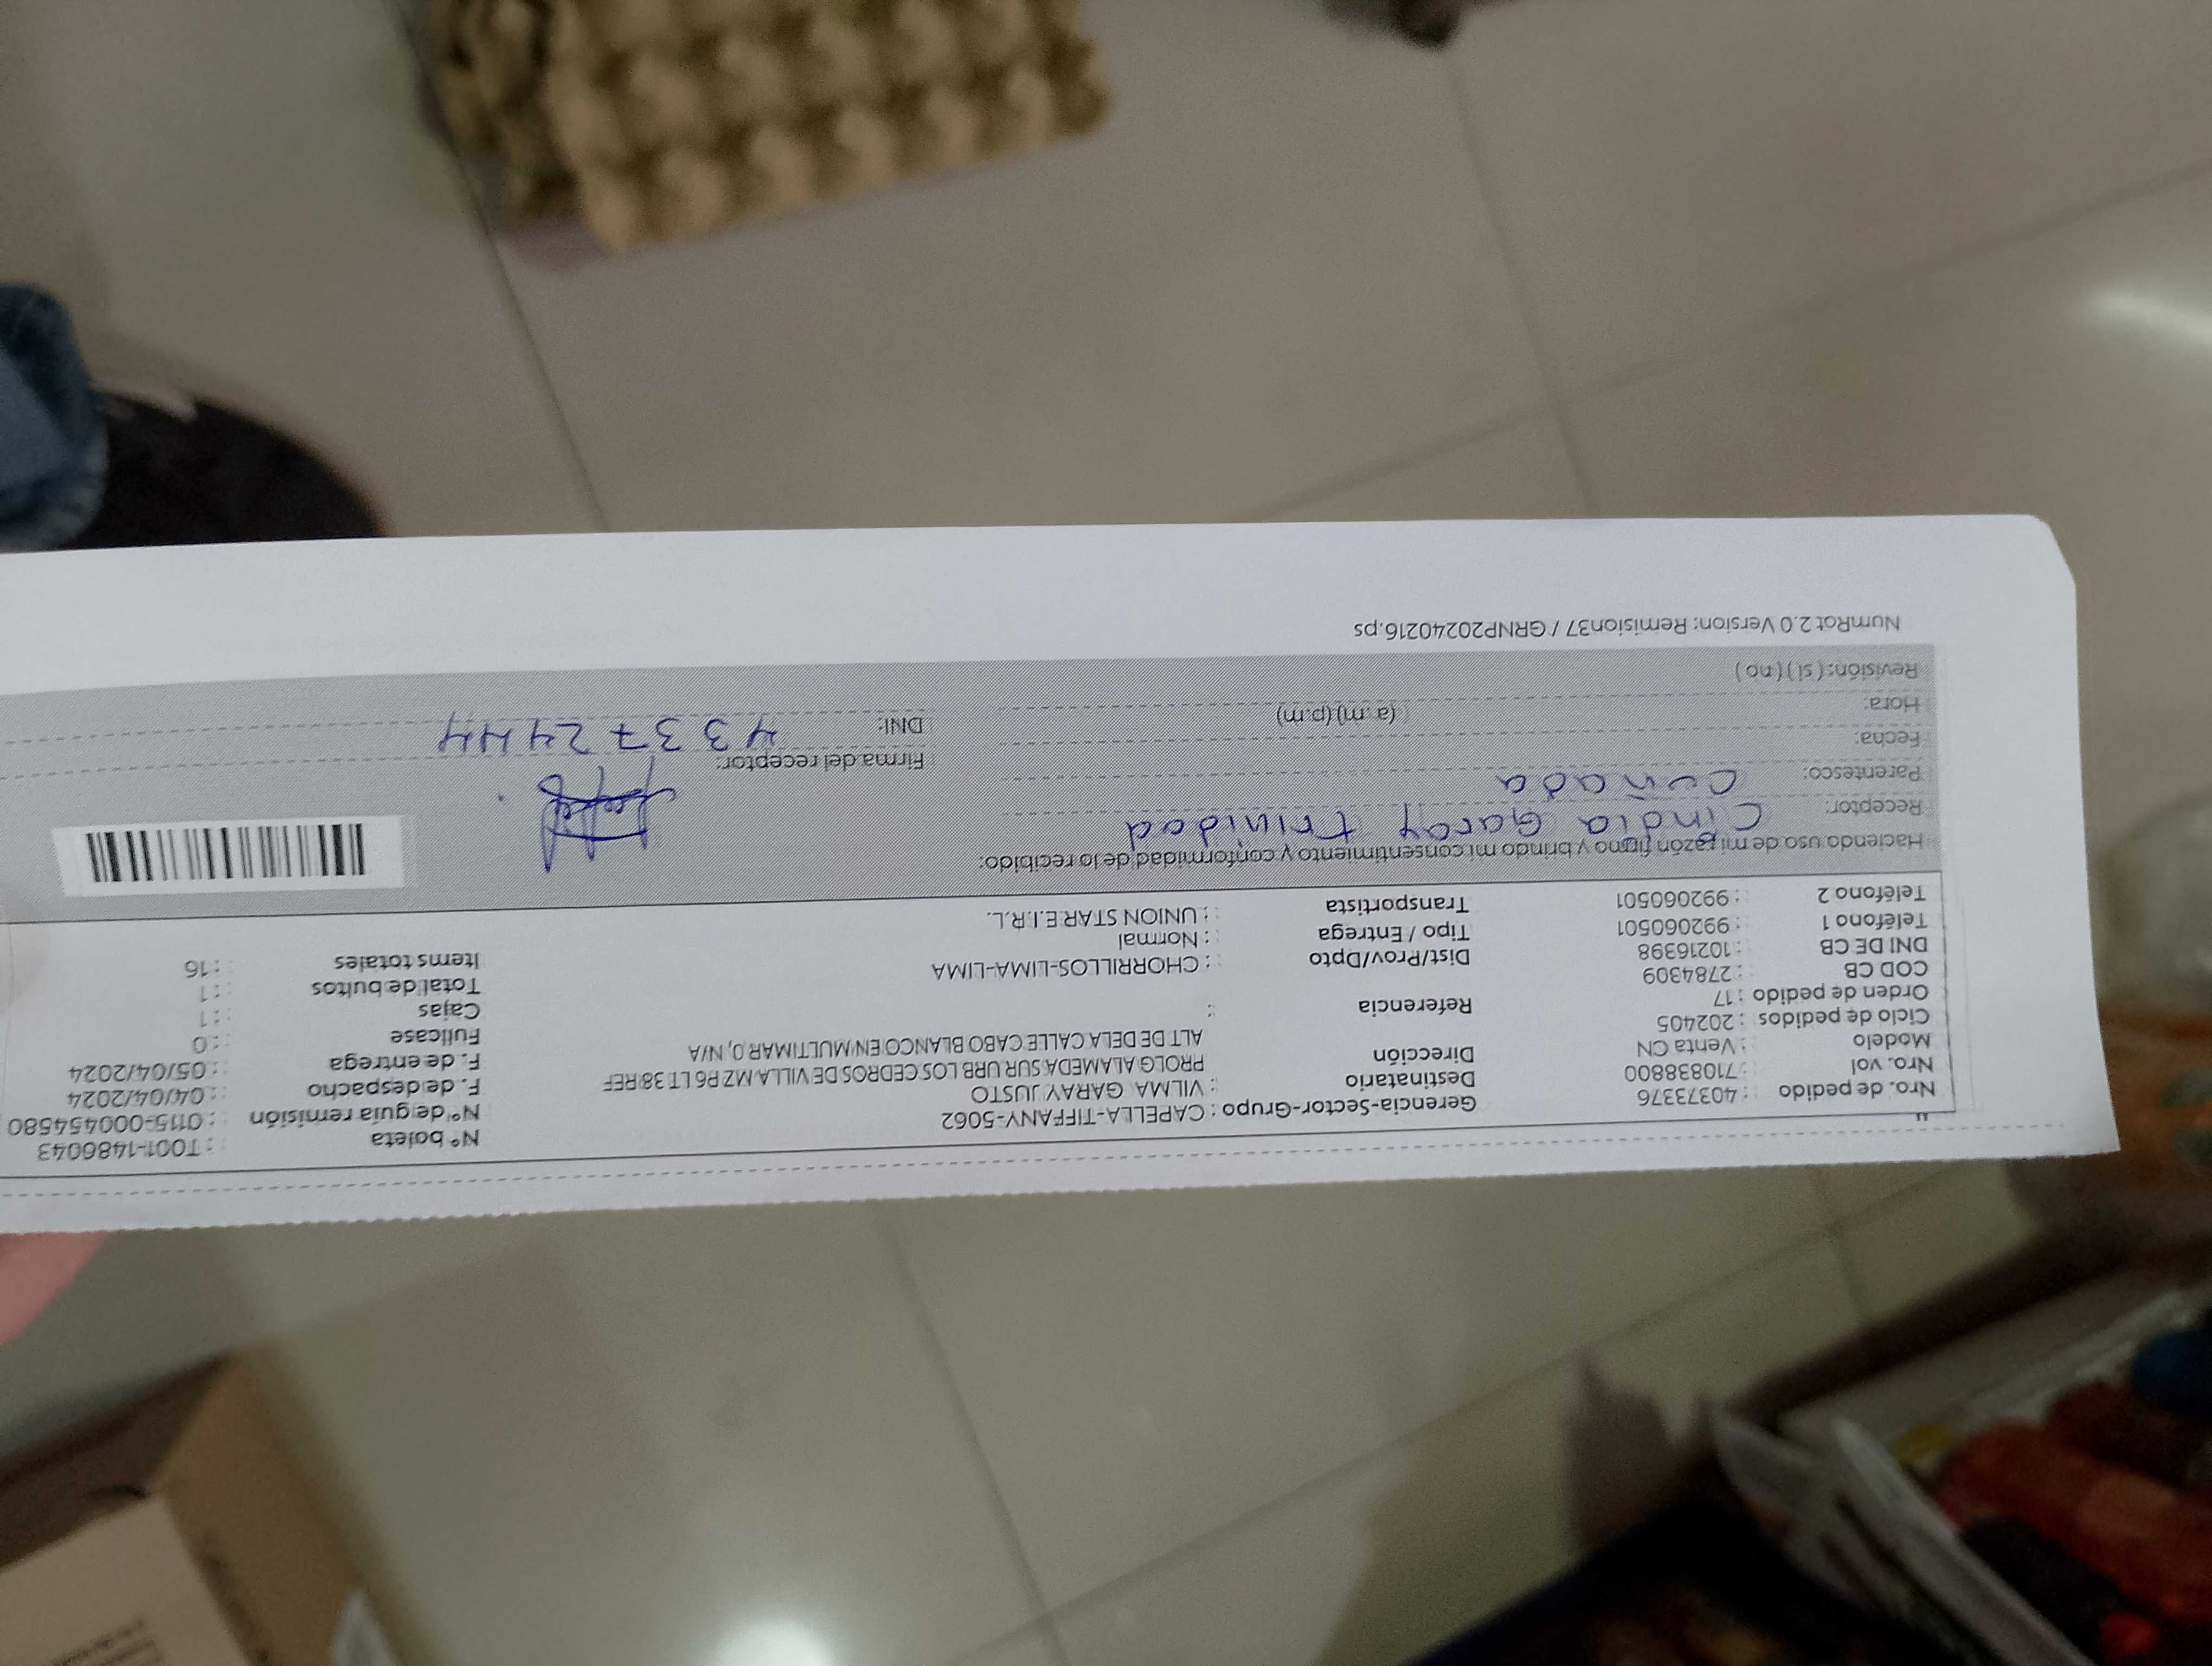 Nº boleta : T001-1486043
Nro. de pedido : 40373376 Gerencia-Sector-Grupo : CAPELLA-TIFFANY-5062 Nº de guía remisión : 0115-000454580
Nro. vol : 710838800 Destinatario : VILMA GARAY JUSTO F. de despacho : 04/04/2024
Modelo : Venta CN Dirección PROLG ALAMEDA SUR URB LOS CEDROS DE VILLA MZ P6 LT 38 REF F. de entrega : 05/04/2024
Ciclo de pedidos : 202405 ALT DE DELA CALLE CABO BLANCO EN MULTIMAR 0, N/A Fullcase : 0
Orden de pedido : 17 Referencia : Cajas : 1
COD CB : 2784309 Total de bultos : 1
DNI DE CB : 10216398 Dist/Prov/Dpto : CHORRILLOS-LIMA-LIMA Items totales : 16
Teléfono 1 : 992060501 Tipo / Entrega : Normal
Teléfono 2 : 992060501 Transportista : UNION STAR E.I.R.L.
Haciendo uso de mi razón firmo y brindo mi consentimiento y conformidad de lo recibido:
Receptor: Cindia Garay trinidad
Parentesco: Cuñada Firma del receptor:
Fecha: DNI: 43372444
Hora: (a.m) (p.m)
Revisión: ( si ) ( no )
NumRot 2.0 Version: Remision37 / GRNP20240216.ps